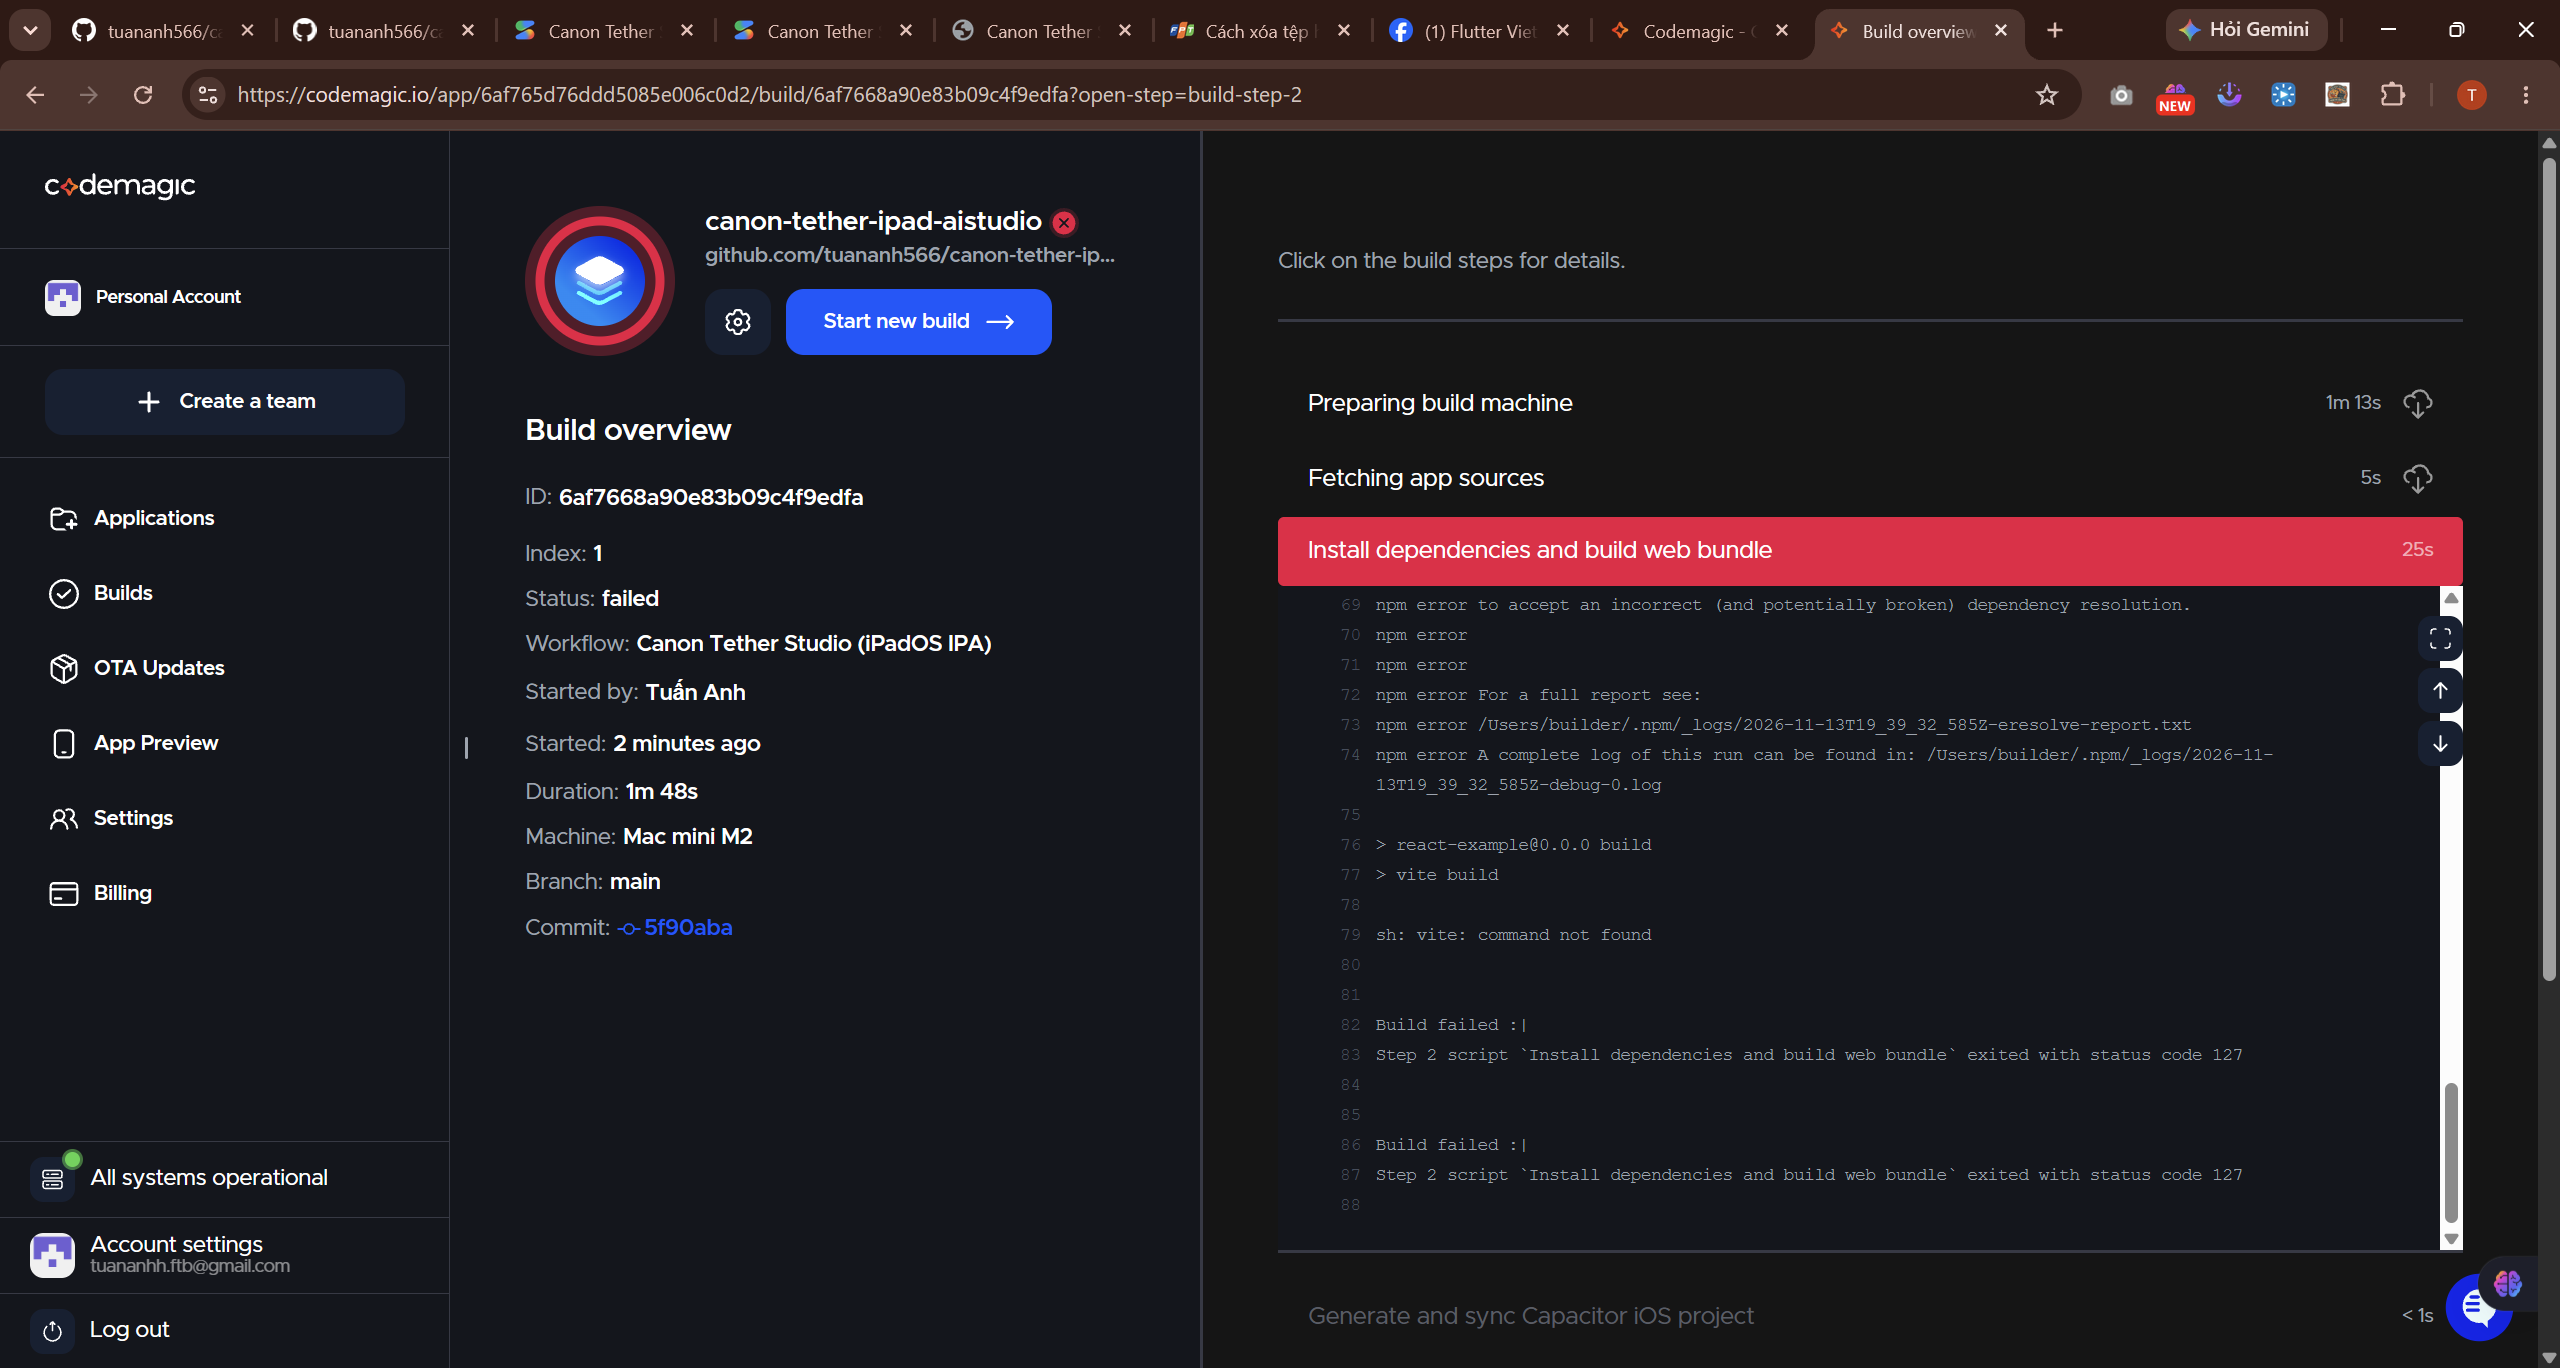 tuananh566/c
tuananh566/c
Canon Tether
Canon Tether
Canon Tether
Cách xóa tệp
(1) Flutter Viet
Codemagic -
Build overview
Hỏi Gemini
https://codemagic.io/app/6af765d76ddd5085e006c0d2/build/6af7668a90e83b09c4f9edfa?open-step=build-step-2
NEW
T
codemagic
Personal Account
Create a team
Applications
Builds
OTA Updates
App Preview
Settings
Billing
All systems operational
Account settings
tuananhh.ftb@gmail.com
Log out
canon-tether-ipad-aistudio
github.com/tuananh566/canon-tether-ip...
Start new build
Build overview
ID: 6af7668a90e83b09c4f9edfa
Index: 1
Status: failed
Workflow: Canon Tether Studio (iPadOS IPA)
Started by: Tuấn Anh
Started: 2 minutes ago
Duration: 1m 48s
Machine: Mac mini M2
Branch: main
Commit: 5f90aba
Click on the build steps for details.
Preparing build machine 1m 13s
Fetching app sources 5s
Install dependencies and build web bundle 25s
69 npm error to accept an incorrect (and potentially broken) dependency resolution.
70 npm error
71 npm error
72 npm error For a full report see:
73 npm error /Users/builder/.npm/_logs/2026-11-13T19_39_32_585Z-eresolve-report.txt
74 npm error A complete log of this run can be found in: /Users/builder/.npm/_logs/2026-11-
13T19_39_32_585Z-debug-0.log
75
76 > react-example@0.0.0 build
77 > vite build
78
79 sh: vite: command not found
80
81
82 Build failed :|
83 Step 2 script `Install dependencies and build web bundle` exited with status code 127
84
85
86 Build failed :|
87 Step 2 script `Install dependencies and build web bundle` exited with status code 127
88
Generate and sync Capacitor iOS project < 1s